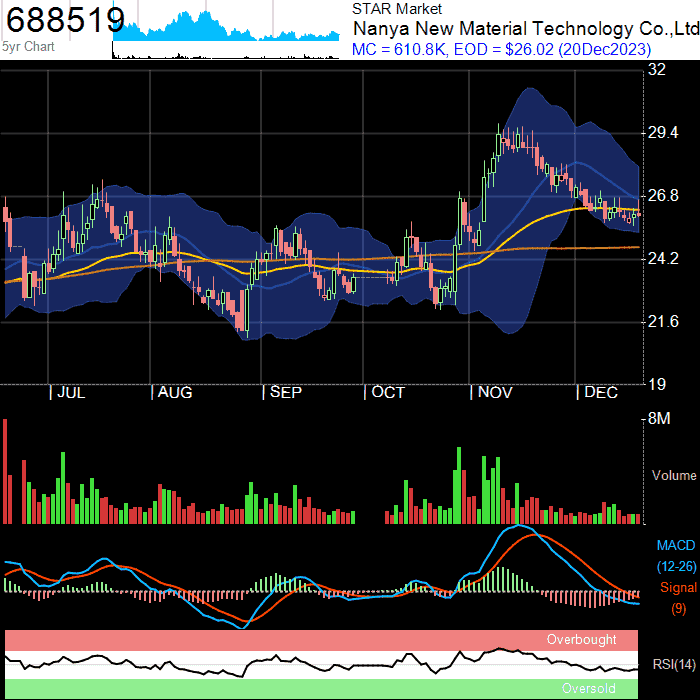 688519
5yr Chart
STAR Market
Nanya New Material Technology Co.,Ltd
MC = 610.8K, EOD = $26.02 (20Dec2023)
32
29.4
26.8
24.2
21.6
19
| JUL | AUG | SEP | OCT | NOV | DEC
8M
Volume
MACD
(12-26)
Signal
(9)
Overbought
RSI(14)
Oversold